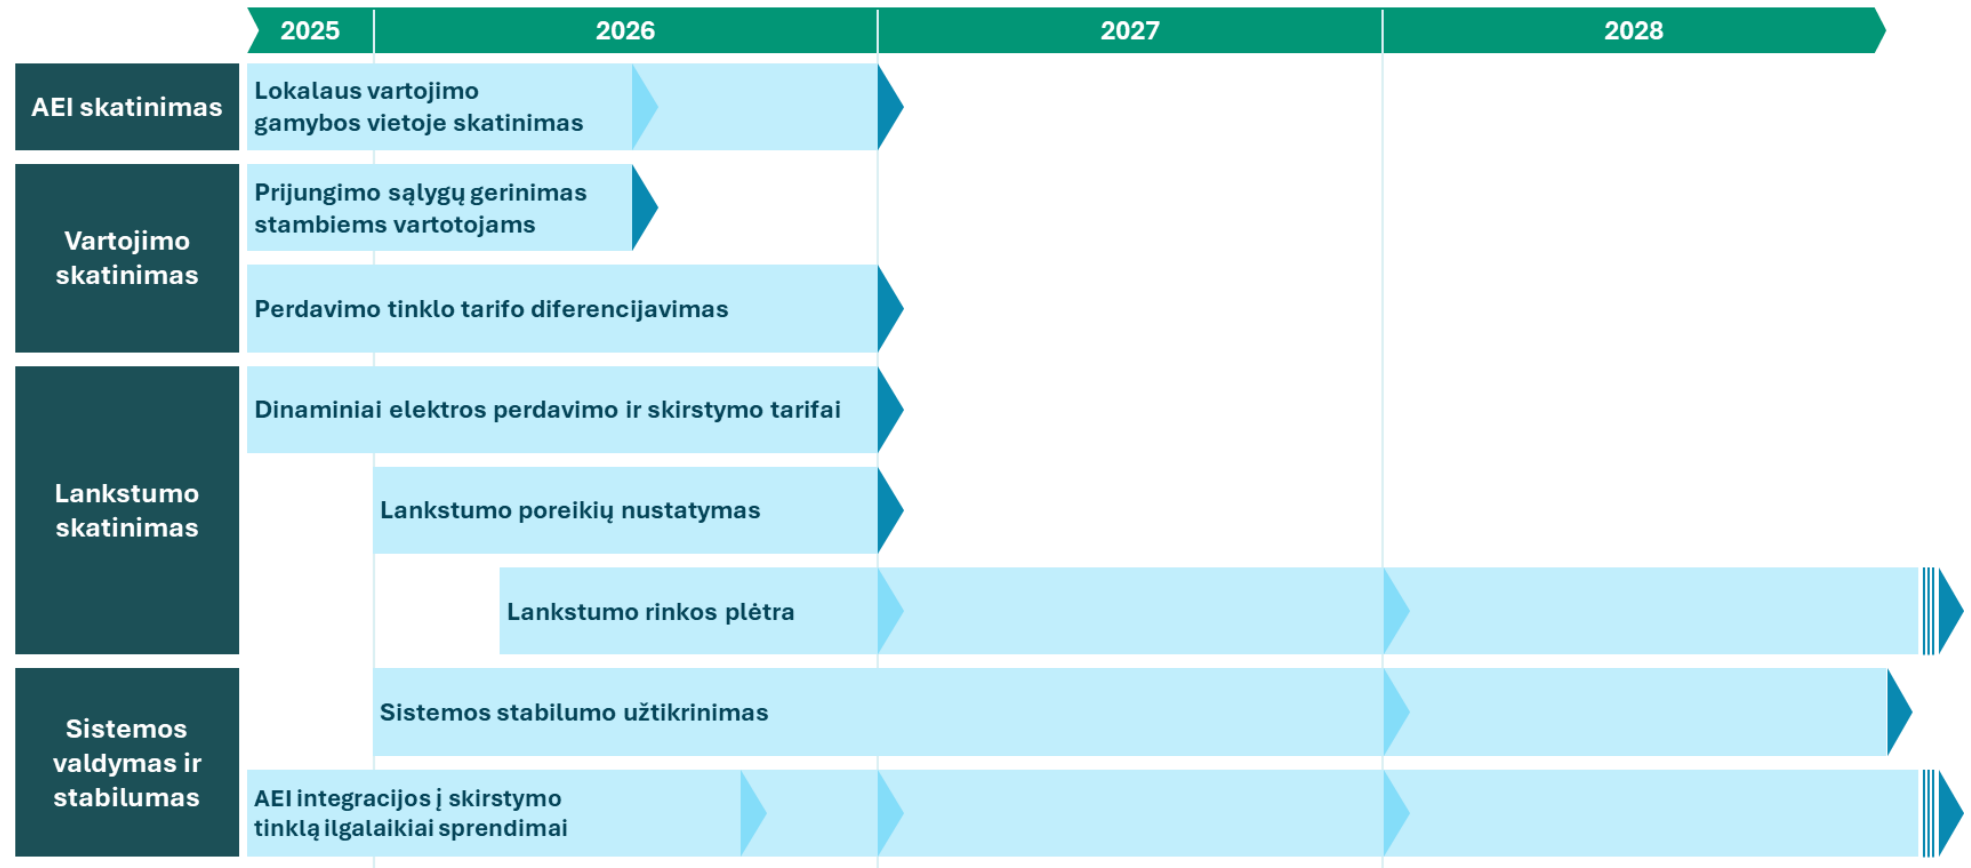 2025 2026 2027 2028
AEI skatinimas
Lokalaus vartojimo
gamybos vietoje skatinimas
Vartojimo
skatinimas
Prijungimo sąlygų gerinimas
stambiems vartotojams
Perdavimo tinklo tarifo diferencijavimas
Lankstumo
skatinimas
Dinaminiai elektros perdavimo ir skirstymo tarifai
Lankstumo poreikių nustatymas
Lankstumo rinkos plėtra
Sistemos
valdymas ir
stabilumas
Sistemos stabilumo užtikrinimas
AEI integracijos į skirstymo
tinklą ilgalaikiai sprendimai